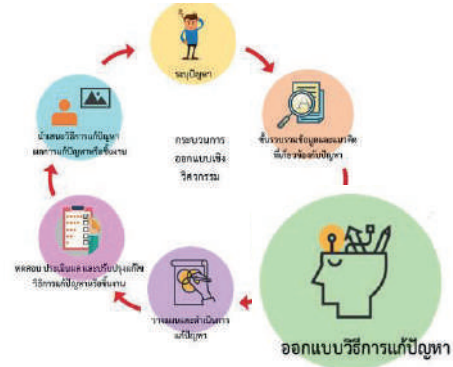 ระบุปัญหา
ขั้นรวบรวมข้อมูลและแนวคิด
ที่เกี่ยวข้องกับปัญหา
ออกแบบวิธีการแก้ปัญหา
วางแผนและดำเนินการ
แก้ปัญหา
ทดสอบ ประเมินผล และปรับปรุงแก้ไข
วิธีการแก้ปัญหาหรือชิ้นงาน
นำเสนอวิธีการแก้ปัญหา
ผลการแก้ปัญหาหรือชิ้นงาน
กระบวนการ
ออกแบบเชิง
วิศวกรรม